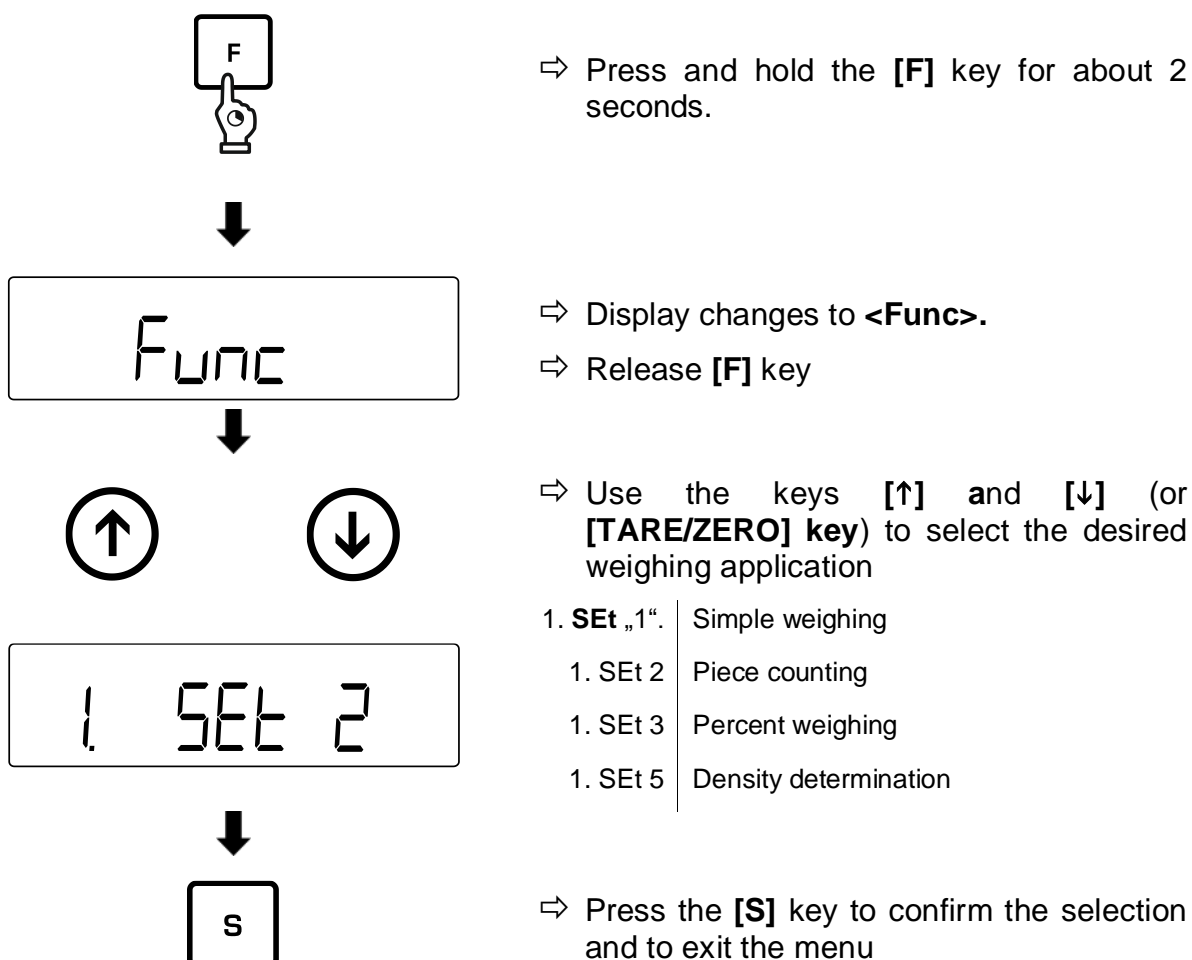 F
⇨ Press and hold the [F] key for about 2
seconds.
Func
⇨ Display changes to <Func>.
⇨ Release [F] key
⇨ Use the keys [↑] and [↓] (or
[TARE/ZERO] key) to select the desired
weighing application
1. SEt „1“. Simple weighing
1. SEt 2 Piece counting
1. SEt 3 Percent weighing
1. SEt 5 Density determination
1. SEt 2
S
⇨ Press the [S] key to confirm the selection
and to exit the menu